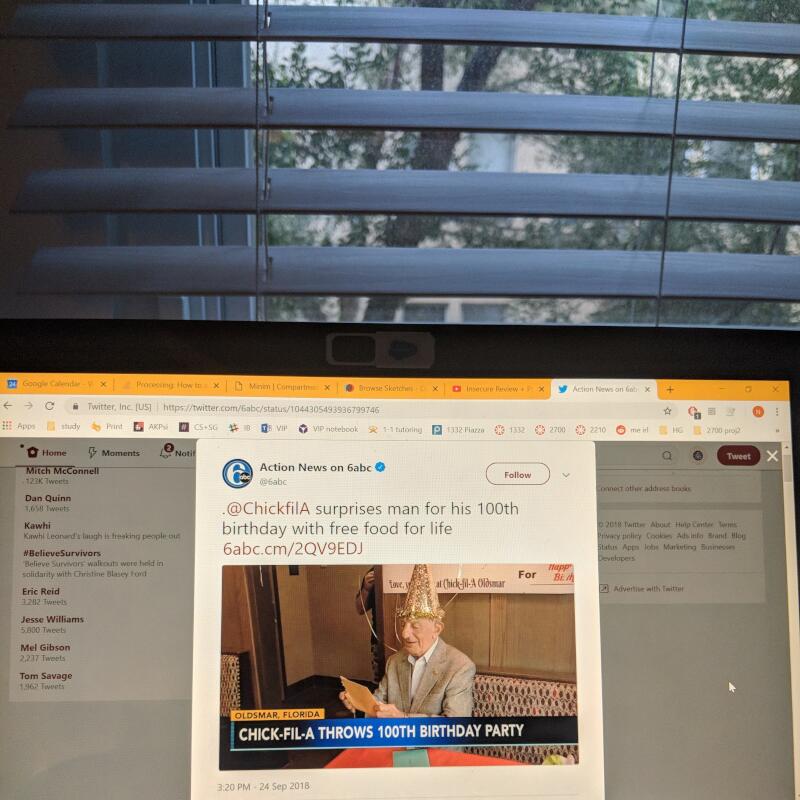 24 Google Calendar - V
Processing: How to
Minim | Compartm
Browse Sketches - O
Insecure Review + P
Action News on 6ab
Twitter, Inc. [US] | https://twitter.com/6abc/status/1044305493936799746
Apps study Print AKPsi CS+SG IB VIP VIP notebook 1-1 tutoring 1332 Piazza 1332 2700 2210 me irl HG 2700 proj2
Home Moments 2 Notif Tweet
Mitch McConnell
123K Tweets
Dan Quinn
1,658 Tweets
Kawhi
Kawhi Leonard's laugh is freaking people out
#BelieveSurvivors
'Believe Survivors' walkouts were held in
solidarity with Christine Blasey Ford
Eric Reid
3,282 Tweets
Jesse Williams
5,800 Tweets
Mel Gibson
2,237 Tweets
Tom Savage
1,962 Tweets
6 abc
Action News on 6abc
@6abc
Follow
.@ChickfilA surprises man for his 100th
birthday with free food for life
6abc.cm/2QV9EDJ
Love, at Chick-fil-A Oldsmar
For
Happy
OLDSMAR, FLORIDA
CHICK-FIL-A THROWS 100TH BIRTHDAY PARTY
3:20 PM - 24 Sep 2018
Connect other address books
© 2018 Twitter About Help Center Terms
Privacy policy Cookies Ads info Brand Blog
Status Apps Jobs Marketing Businesses
Developers
Advertise with Twitter